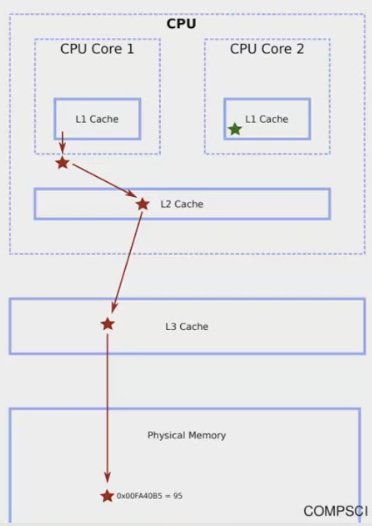 CPU
CPU Core 1
CPU Core 2
L1 Cache
L1 Cache
L2 Cache
L3 Cache
Physical Memory
0x00FA40B5 = 95
COMPSCI